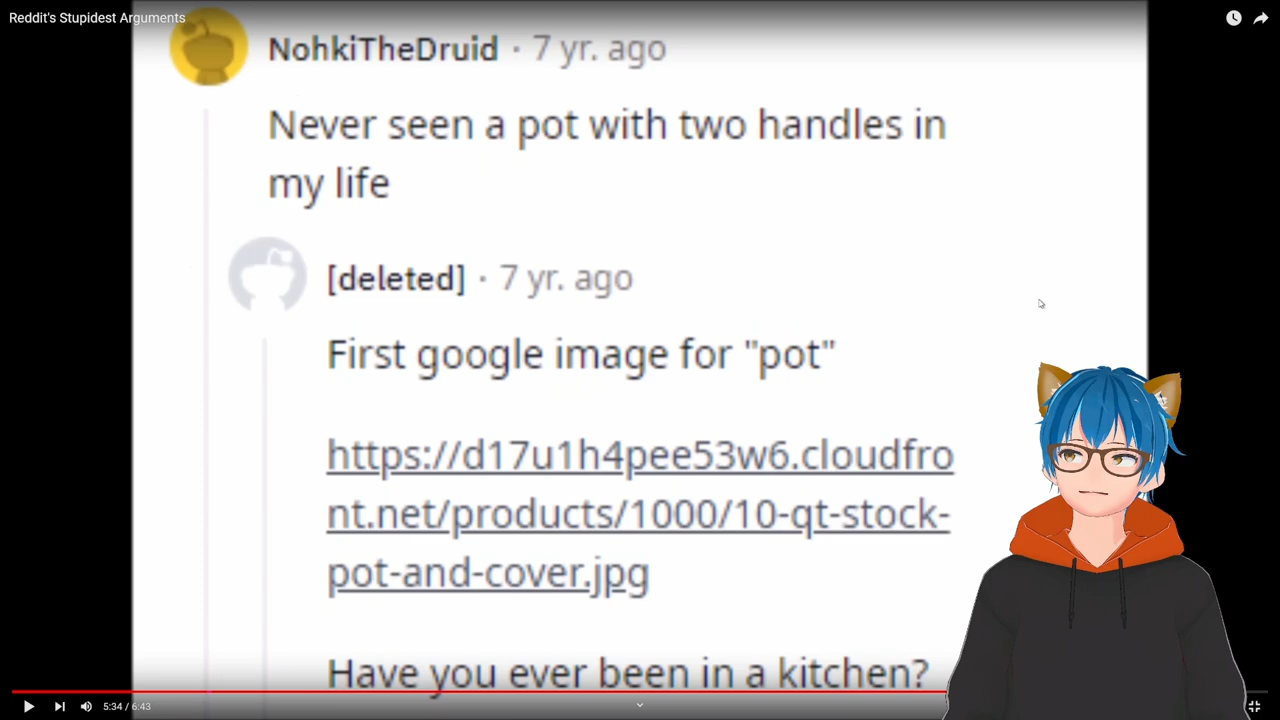 Reddit's Stupidest Arguments
NohkiTheDruid · 7 yr. ago
Never seen a pot with two handles in
my life
[deleted] · 7 yr. ago
First google image for "pot"
https://d17u1h4pee53w6.cloudfro
nt.net/products/1000/10-qt-stock-
pot-and-cover.jpg
Have you ever been in a kitchen?
5:34 / 6:43